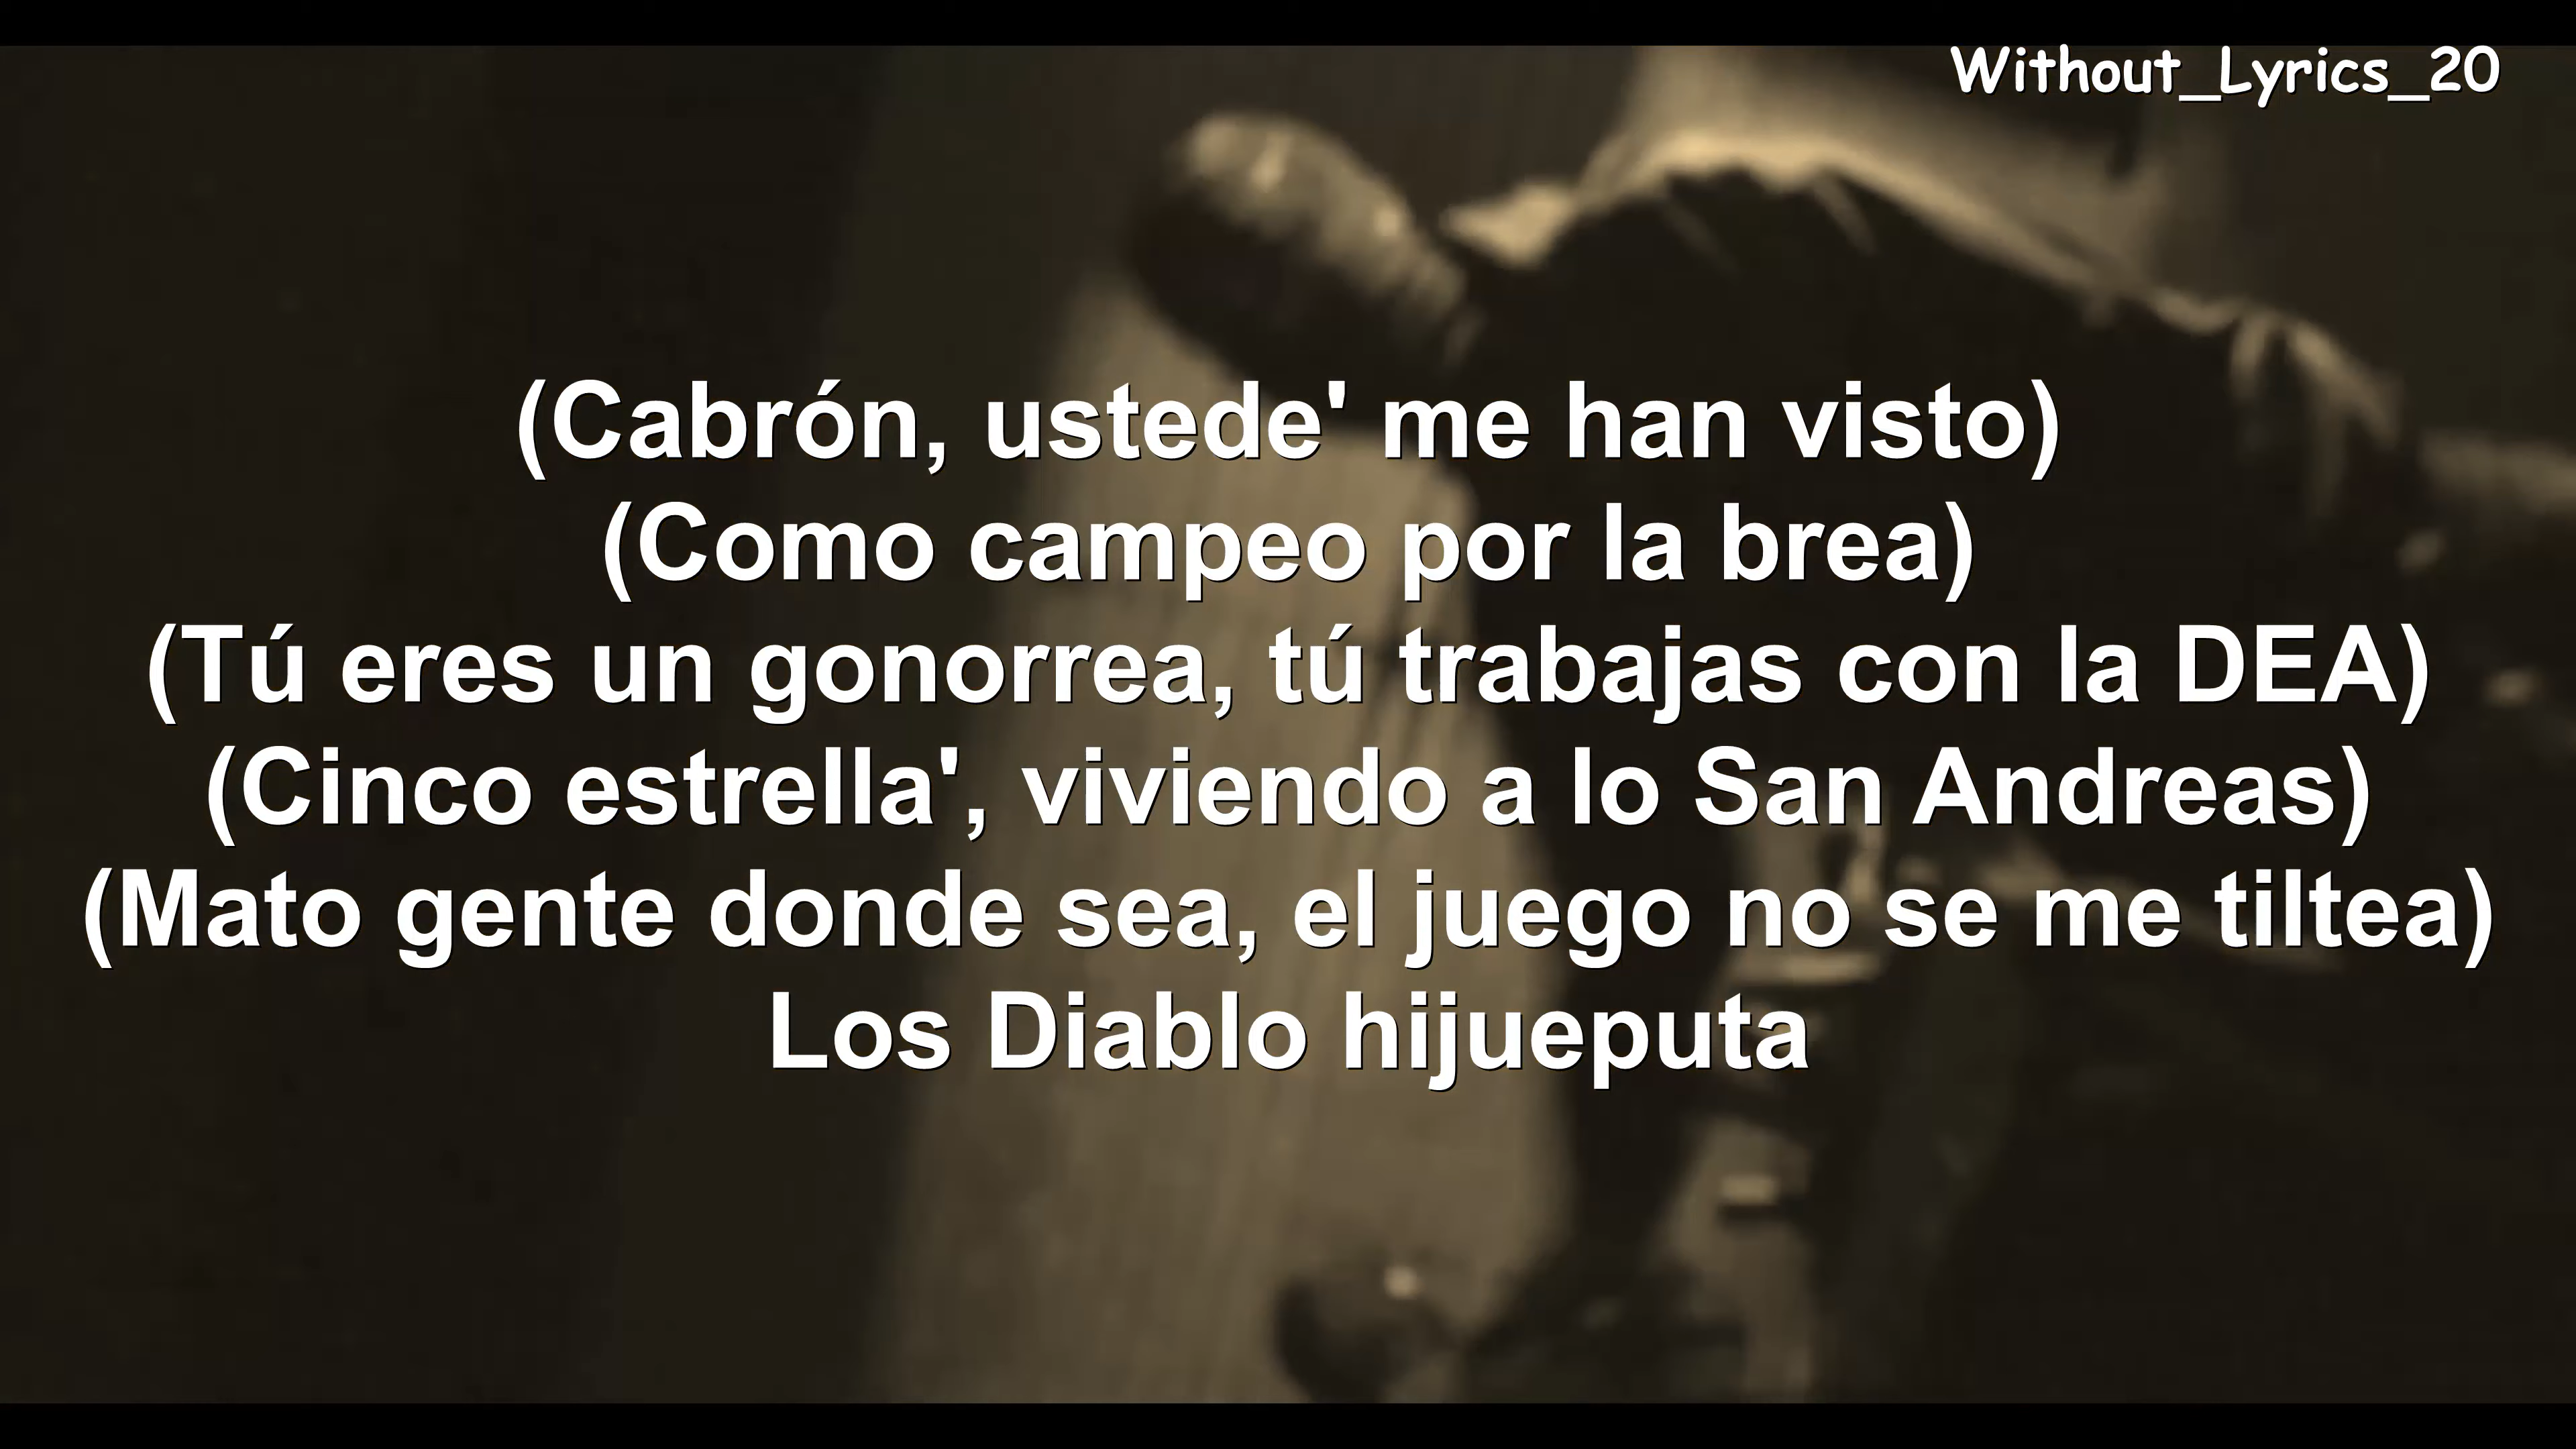 Without_Lyrics_20
(Cabrón, ustede' me han visto)
(Como campeo por la brea)
(Tú eres un gonorrea, tú trabajas con la DEA)
(Cinco estrella', viviendo a lo San Andreas)
(Mato gente donde sea, el juego no se me tiltea)
Los Diablo hijueputa